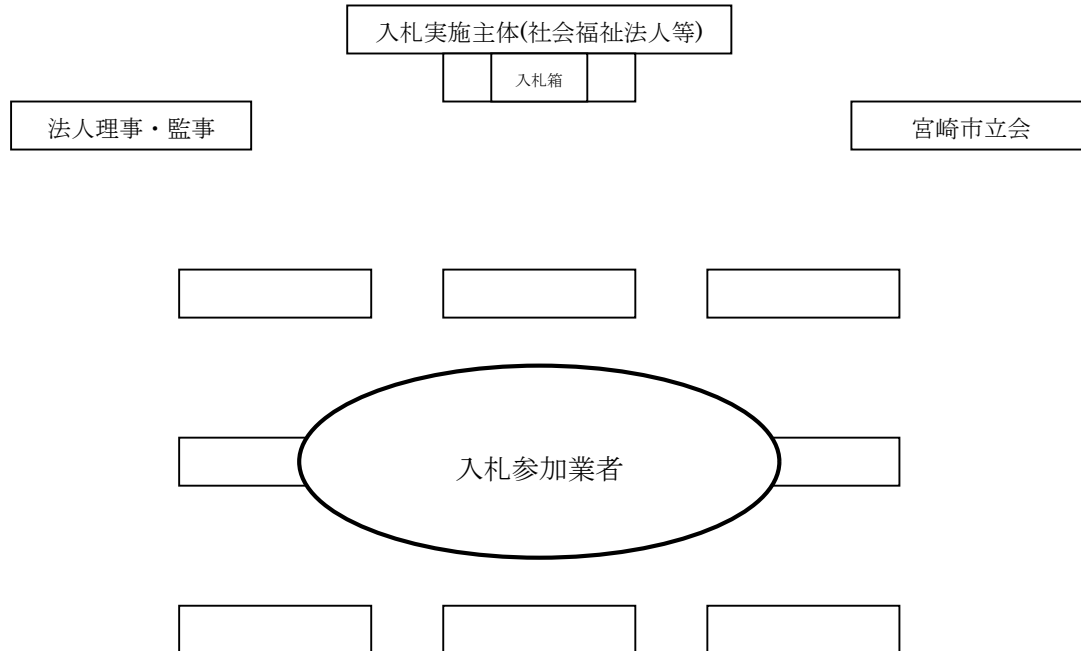 入札実施主体(社会福祉法人等)
入札箱
法人理事・監事
宮崎市立会
入札参加業者